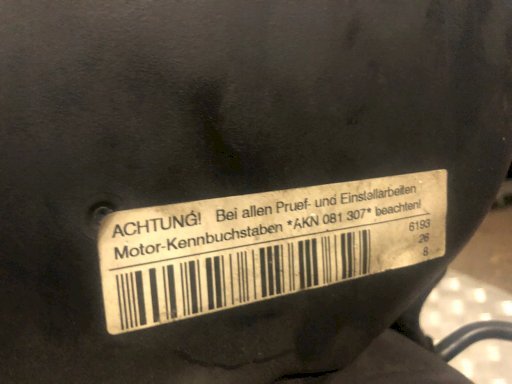 ACHTUNG! Bei allen Pruef- und Einstellarbeiten
Motor-Kennbuchstaben *AKN 081 307* beachten!
6193
26
8